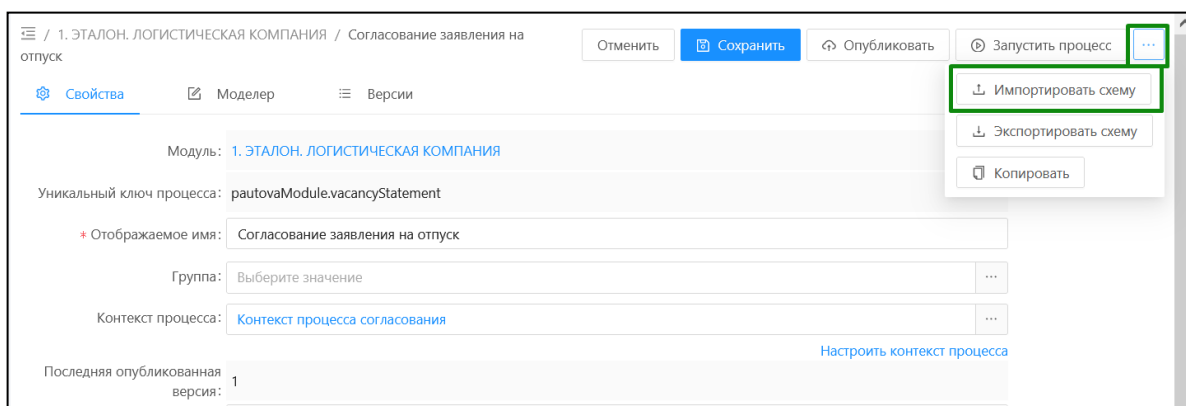 / 1. ЭТАЛОН. ЛОГИСТИЧЕСКАЯ КОМПАНИЯ / Согласование заявления на
отпуск
Отменить Сохранить Опубликовать Запустить процесс ...
Свойства Моделер Версии
Импортировать схему
Экспортировать схему
Копировать
Модуль: 1. ЭТАЛОН. ЛОГИСТИЧЕСКАЯ КОМПАНИЯ
Уникальный ключ процесса: pautovaModule.vacancyStatement
* Отображаемое имя: Согласование заявления на отпуск
Группа: Выберите значение ...
Контекст процесса: Контекст процесса согласования ...
Настроить контекст процесса
Последняя опубликованная
версия: 1